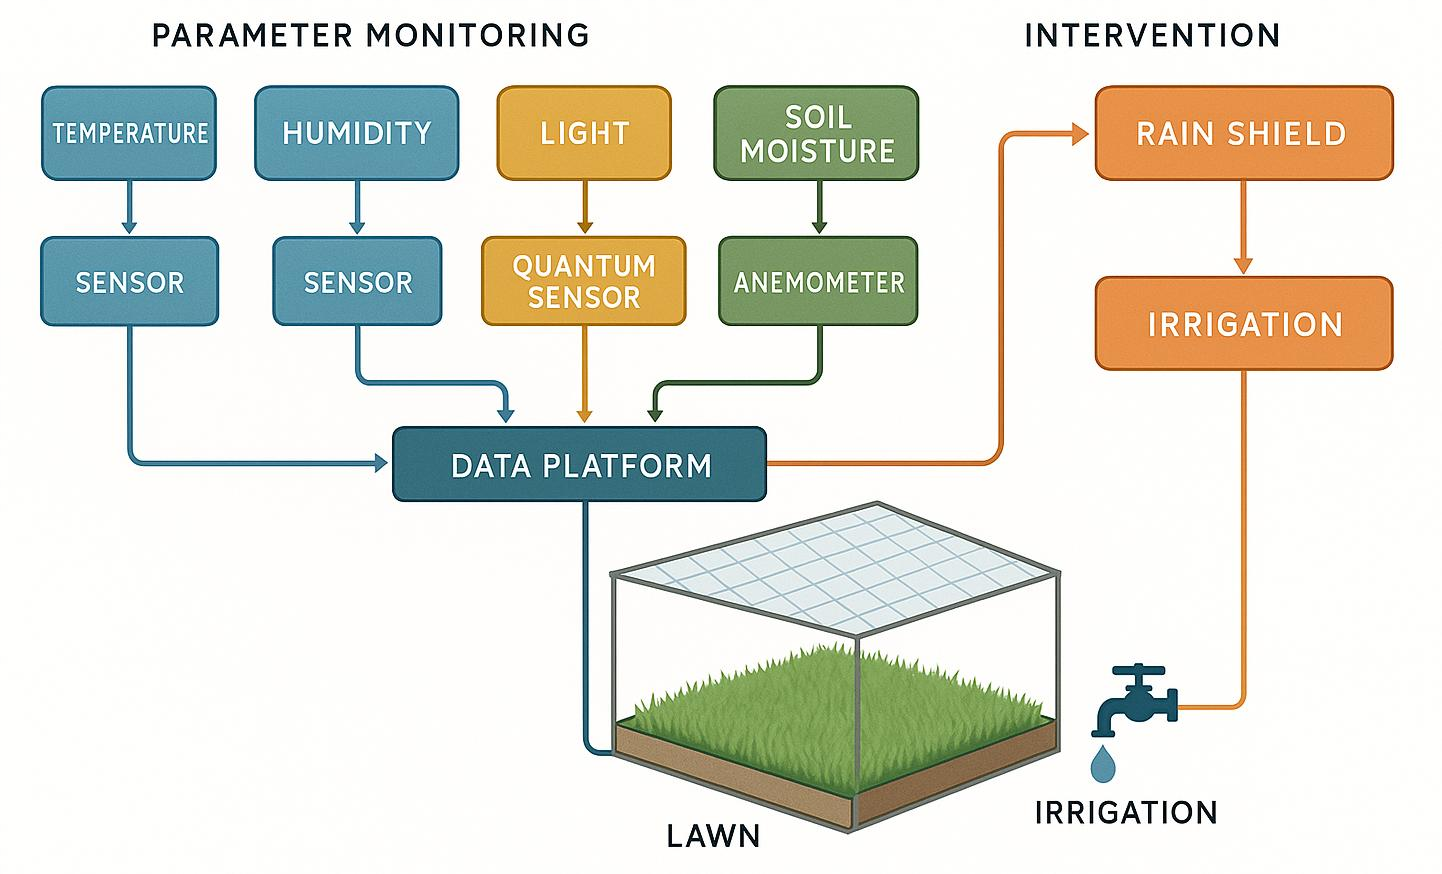 PARAMETER MONITORING
INTERVENTION
TEMPERATURE
HUMIDITY
LIGHT
SOIL
MOISTURE
RAIN SHIELD
SENSOR
SENSOR
QUANTUM
SENSOR
ANEMOMETER
IRRIGATION
DATA PLATFORM
IRRIGATION
LAWN